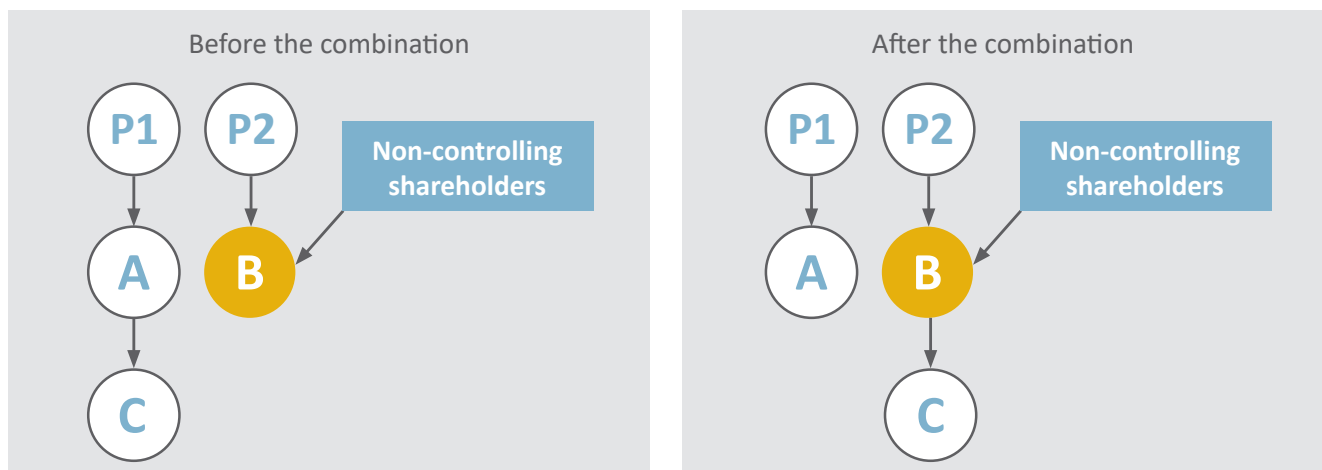 Before the combination
P1
P2
Non-controlling
shareholders
A
B
C
After the combination
P1
P2
Non-controlling
shareholders
A
B
C